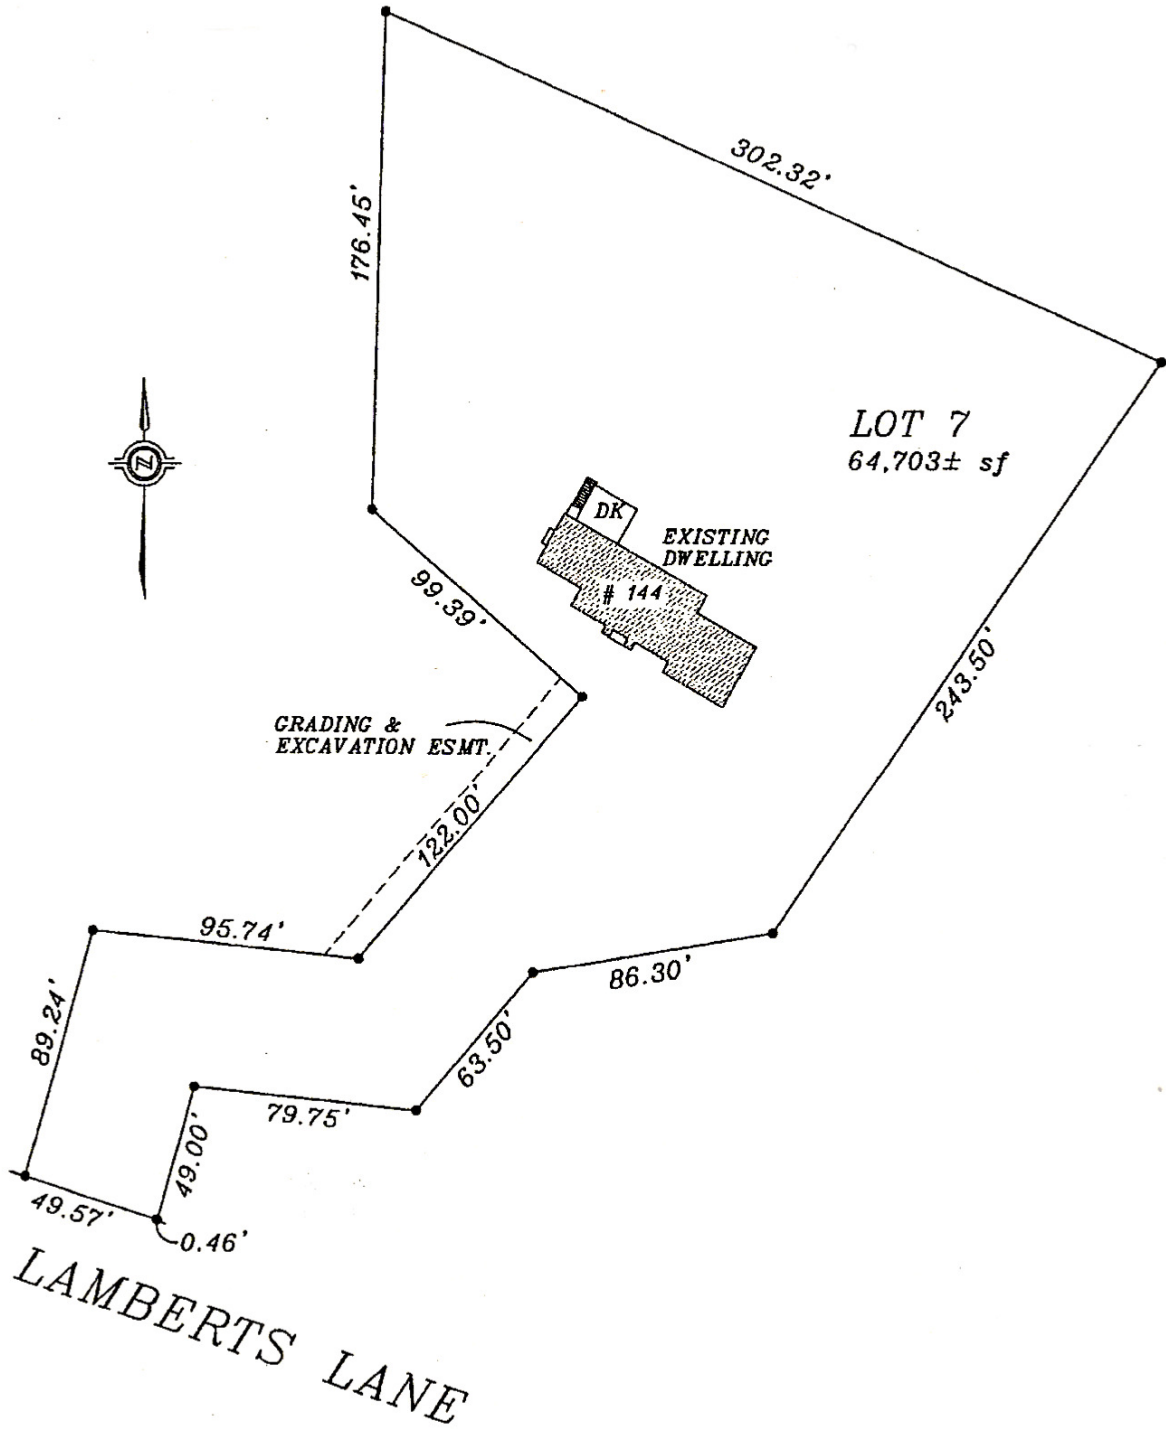 302.32'
176.45'
LOT 7
64,703± sf
N
DK
EXISTING
DWELLING
# 144
99.39'
243.50'
GRADING &
EXCAVATION ESMT.
122.00'
95.74'
86.30'
89.24'
63.50'
79.75'
49.00'
49.57'
0.46'
LAMBERTS LANE